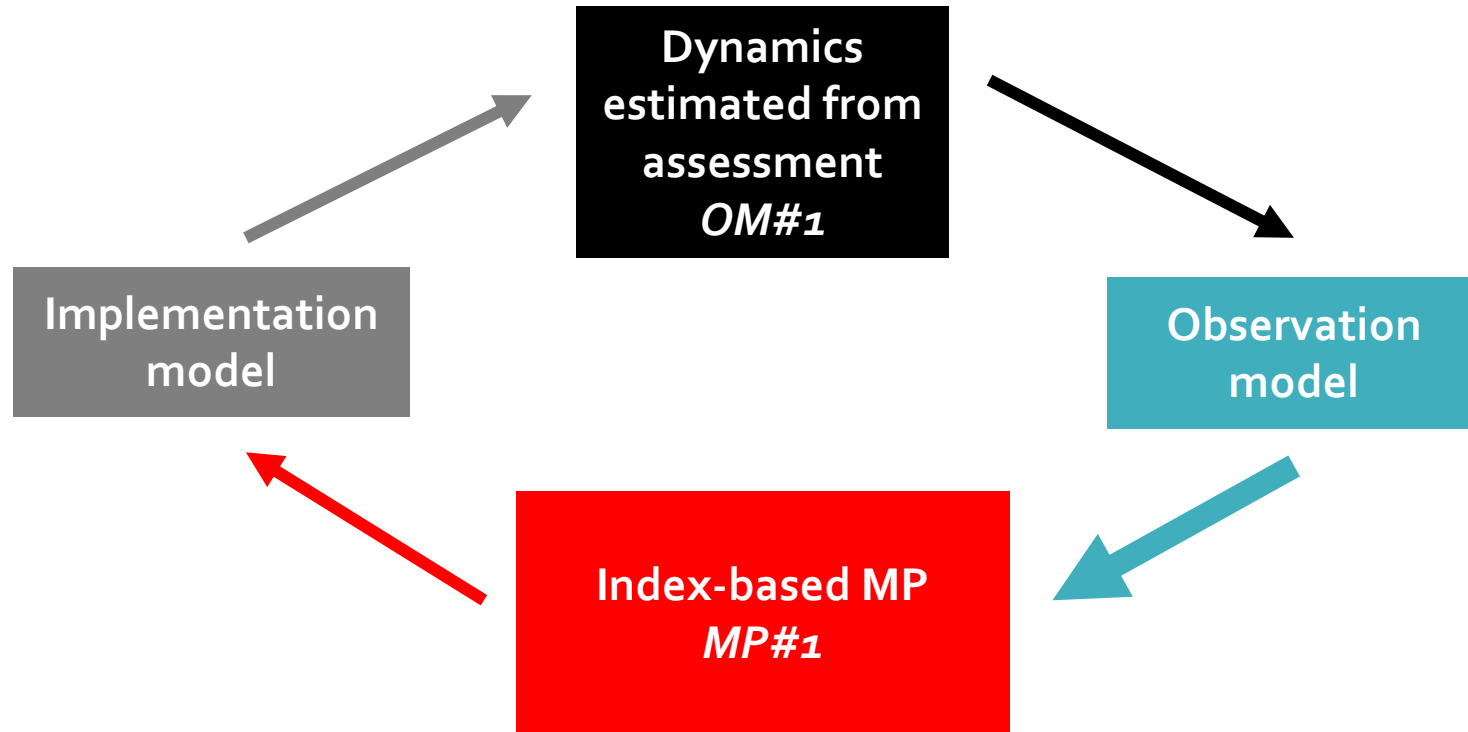 Dynamics
estimated from
assessment
OM#1
Implementation
model
Observation
model
Index-based MP
MP#1